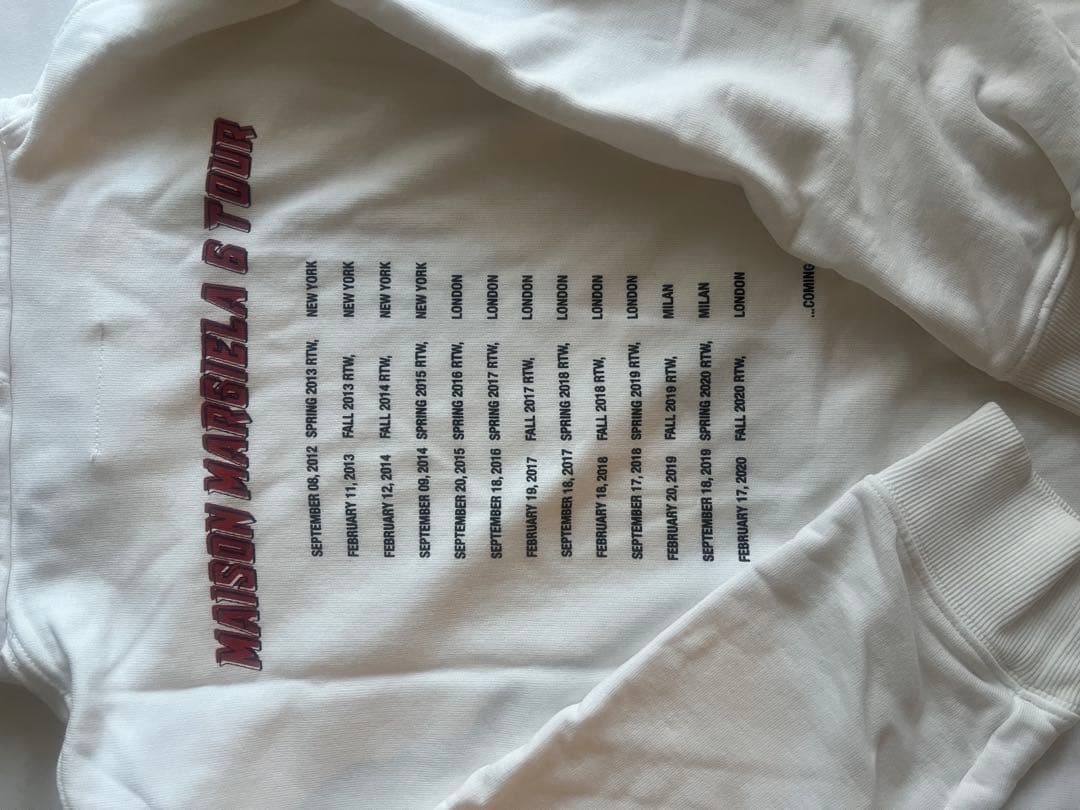 MAISON MARGIELA 6 TOUR
SEPTEMBER 08, 2012 SPRING 2013 RTW, NEW YORK
FEBRUARY 11, 2013 FALL 2013 RTW, NEW YORK
FEBRUARY 12, 2014 FALL 2014 RTW, NEW YORK
SEPTEMBER 09, 2014 SPRING 2015 RTW, NEW YORK
SEPTEMBER 20, 2015 SPRING 2016 RTW, LONDON
SEPTEMBER 18, 2016 SPRING 2017 RTW, LONDON
FEBRUARY 19, 2017 FALL 2017 RTW, LONDON
SEPTEMBER 18, 2017 SPRING 2018 RTW, LONDON
FEBRUARY 18, 2018 FALL 2018 RTW, LONDON
SEPTEMBER 17, 2018 SPRING 2019 RTW, LONDON
FEBRUARY 20, 2019 FALL 2019 RTW, MILAN
SEPTEMBER 18, 2019 SPRING 2020 RTW, MILAN
FEBRUARY 17, 2020 FALL 2020 RTW, LONDON
...COMING